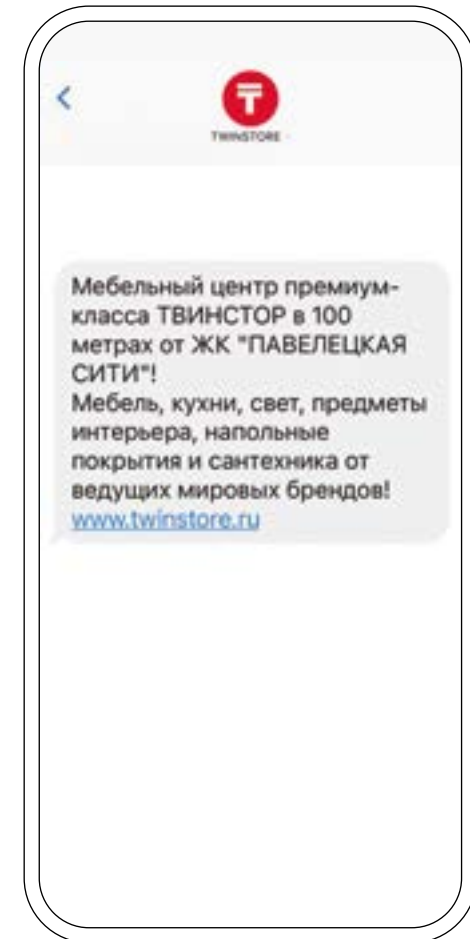 TWINSTORE
Мебельный центр премиум-
класса ТВИНСТОР в 100
метрах от ЖК "ПАВЕЛЕЦКАЯ
СИТИ"!
Мебель, кухни, свет, предметы
интерьера, напольные
покрытия и сантехника от
ведущих мировых брендов!
www.twinstore.ru